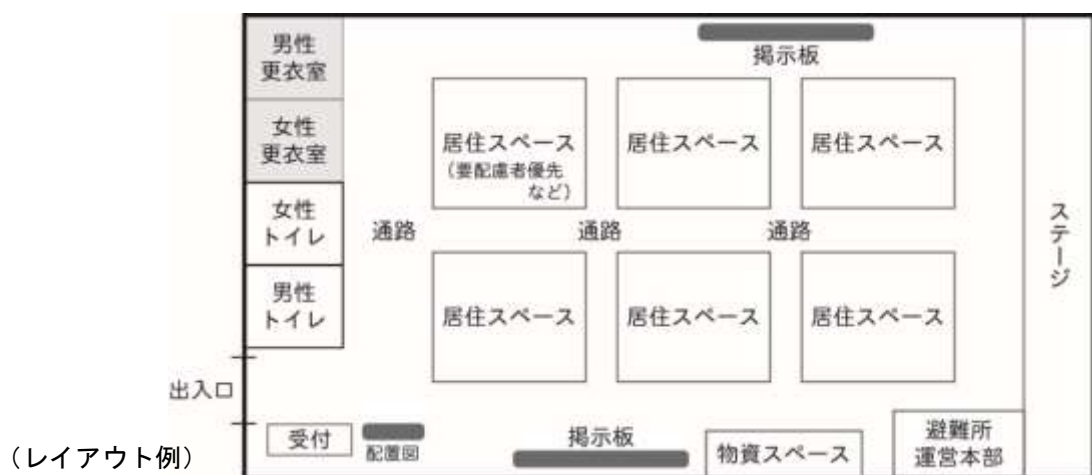 男性
更衣室
掲示板
女性
更衣室
居住スペース
(要配慮者優先
など)
居住スペース
居住スペース
女性
トイレ
通路
通路
通路
ステージ
男性
トイレ
居住スペース
居住スペース
居住スペース
出入口
受付
配置図
掲示板
物資スペース
避難所
運営本部
(レイアウト例)